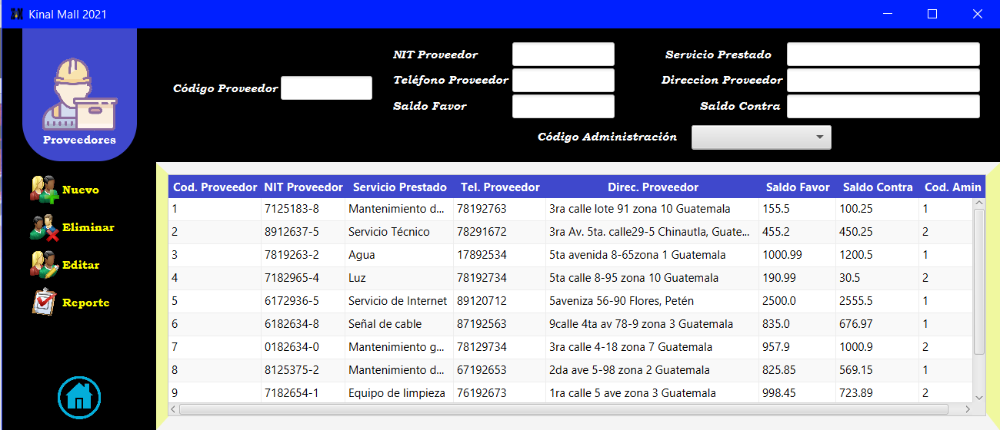 Kinal Mall 2021
Proveedores
Nuevo
Eliminar
Editar
Reporte
Código Proveedor
NIT Proveedor
Teléfono Proveedor
Saldo Favor
Servicio Prestado
Direccion Proveedor
Saldo Contra
Código Administración
Cod. Proveedor NIT Proveedor Servicio Prestado Tel. Proveedor Direc. Proveedor Saldo Favor Saldo Contra Cod. Amin
1 7125183-8 Mantenimiento d... 78192763 3ra calle lote 91 zona 10 Guatemala 155.5 100.25 1
2 8912637-5 Servicio Técnico 78291672 3ra Av. 5ta. calle29-5 Chinautla, Guate... 455.2 450.25 2
3 7819263-2 Agua 17892534 5ta avenida 8-65zona 1 Guatemala 1000.99 1200.5 1
4 7182965-4 Luz 78192734 5ta calle 8-95 zona 10 Guatemala 190.99 30.5 2
5 6172936-5 Servicio de Internet 89120712 5aveniza 56-90 Flores, Petén 2500.0 2555.5 1
6 6182634-8 Señal de cable 87192563 9calle 4ta av 78-9 zona 3 Guatemala 835.0 676.97 1
7 0182634-0 Mantenimiento g... 78129734 3ra calle 4-18 zona 7 Guatemala 957.9 1000.9 2
8 8125375-2 Mantenimiento d... 67192653 2da ave 5-98 zona 2 Guatemala 825.85 569.15 1
9 7182654-1 Equipo de limpieza 76192673 1ra calle 5 ave zona 3 Guatemala 998.45 723.89 2